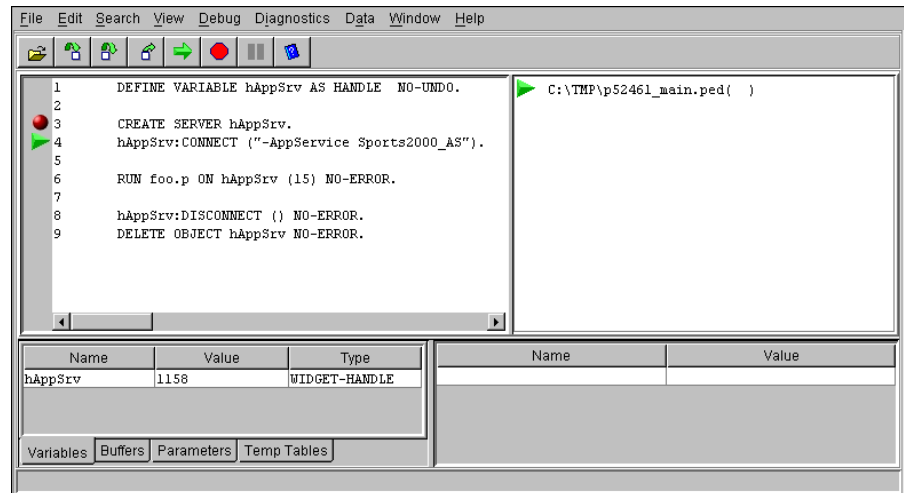 File Edit Search View Debug Diagnostics Data Window Help
1 DEFINE VARIABLE hAppSrv AS HANDLE NO-UNDO.
2
3 CREATE SERVER hAppSrv.
4 hAppSrv:CONNECT ("-AppService Sports2000_AS").
5
6 RUN foo.p ON hAppSrv (15) NO-ERROR.
7
8 hAppSrv:DISCONNECT () NO-ERROR.
9 DELETE OBJECT hAppSrv NO-ERROR.
C:\TMP\p52461_main.ped( )
Name Value Type
hAppSrv 1158 WIDGET-HANDLE
Variables Buffers Parameters Temp Tables
Name Value